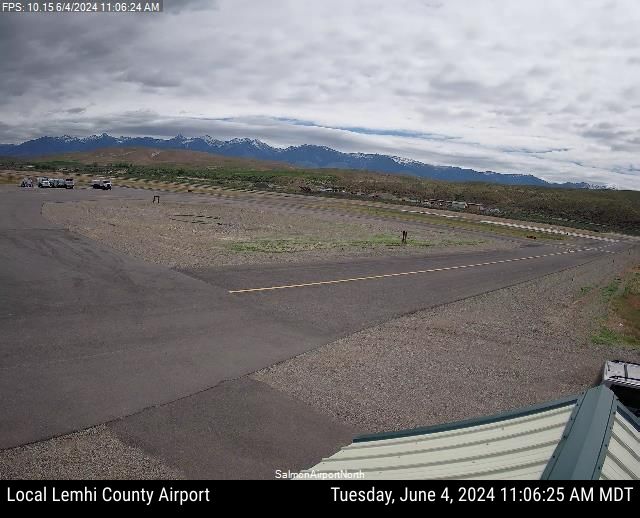 FPS: 10.15 6/4/2024 11:06:24 AM
SalmonAirportNorth
Local Lemhi County Airport Tuesday, June 4, 2024 11:06:25 AM MDT